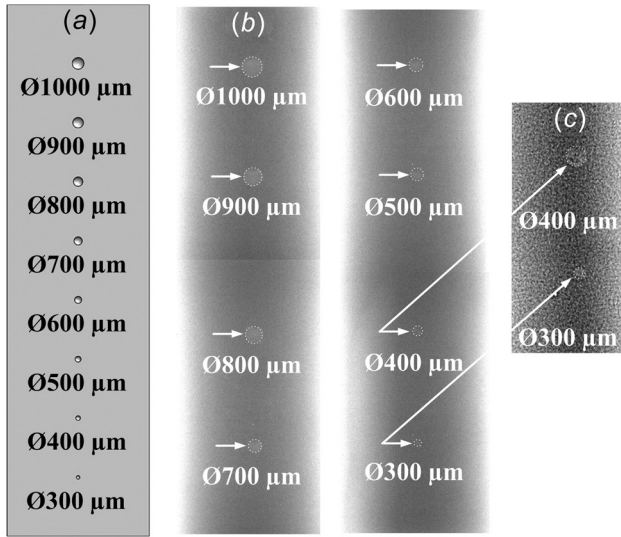 (a)
Ø1000 µm
Ø900 µm
Ø800 µm
Ø700 µm
Ø600 µm
Ø500 µm
Ø400 µm
Ø300 µm
(b)
Ø1000 µm
Ø900 µm
Ø800 µm
Ø700 µm
Ø600 µm
Ø500 µm
Ø400 µm
Ø300 µm
(c)
Ø400 µm
Ø300 µm